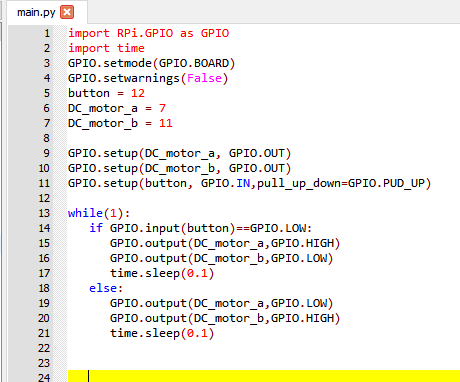 main.py
1 import RPi.GPIO as GPIO
2 import time
3 GPIO.setmode(GPIO.BOARD)
4 GPIO.setwarnings(False)
5 button = 12
6 DC_motor_a = 7
7 DC_motor_b = 11
8
9 GPIO.setup(DC_motor_a, GPIO.OUT)
10 GPIO.setup(DC_motor_b, GPIO.OUT)
11 GPIO.setup(button, GPIO.IN,pull_up_down=GPIO.PUD_UP)
12
13 while(1):
14    if GPIO.input(button)==GPIO.LOW:
15       GPIO.output(DC_motor_a,GPIO.HIGH)
16       GPIO.output(DC_motor_b,GPIO.LOW)
17       time.sleep(0.1)
18    else:
19       GPIO.output(DC_motor_a,GPIO.LOW)
20       GPIO.output(DC_motor_b,GPIO.HIGH)
21       time.sleep(0.1)
22
23
24